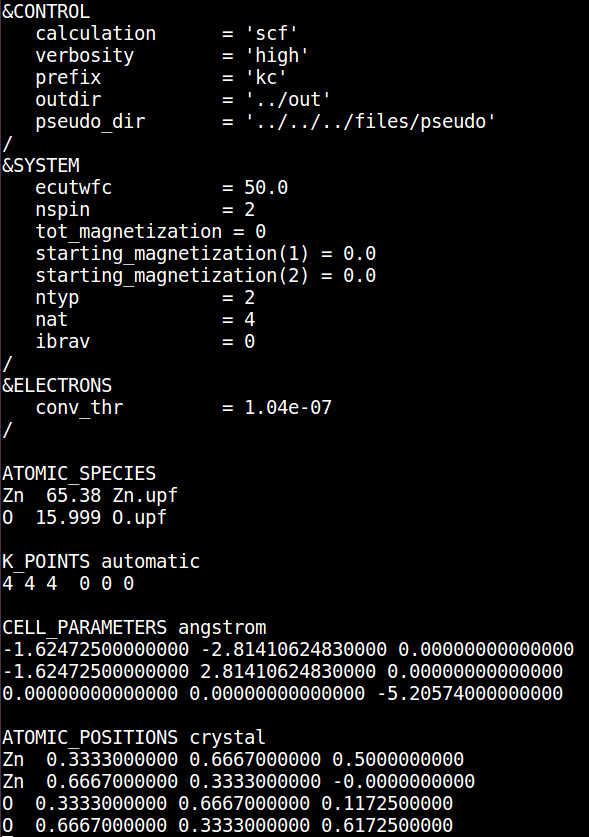 &CONTROL
   calculation      = 'scf'
   verbosity        = 'high'
   prefix           = 'kc'
   outdir           = '../out'
   pseudo_dir       = '../../../files/pseudo'
/
&SYSTEM
   ecutwfc          = 50.0
   nspin            = 2
   tot_magnetization = 0
   starting_magnetization(1) = 0.0
   starting_magnetization(2) = 0.0
   ntyp             = 2
   nat              = 4
   ibrav            = 0
/
&ELECTRONS
   conv_thr         = 1.04e-07
/

ATOMIC_SPECIES
Zn  65.38 Zn.upf
O  15.999 O.upf

K_POINTS automatic
4 4 4  0 0 0

CELL_PARAMETERS angstrom
-1.62472500000000 -2.81410624830000 0.00000000000000
-1.62472500000000 2.81410624830000 0.00000000000000
0.00000000000000 0.00000000000000 -5.20574000000000

ATOMIC_POSITIONS crystal
Zn  0.3333000000 0.6667000000 0.5000000000
Zn  0.6667000000 0.3333000000 -0.0000000000
O  0.3333000000 0.6667000000 0.1172500000
O  0.6667000000 0.3333000000 0.6172500000